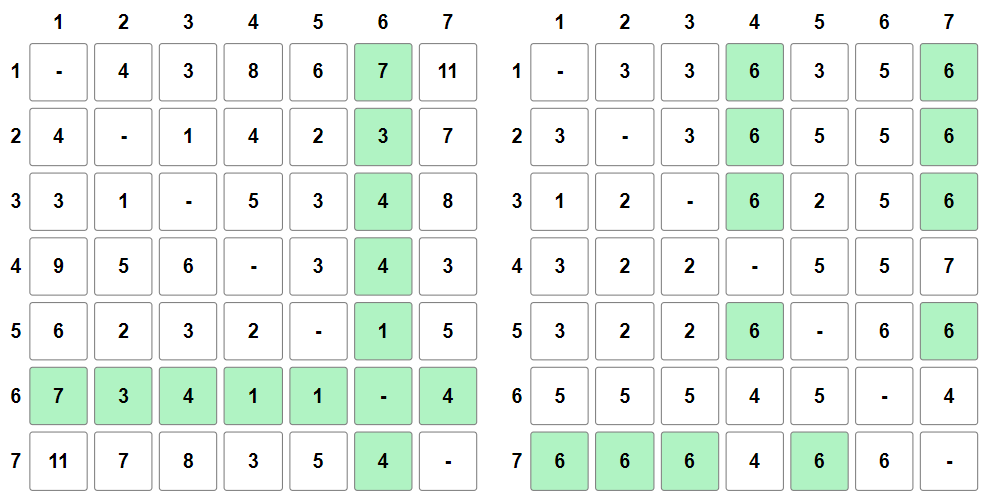 1 2 3 4 5 6 7 1 2 3 4 5 6 7
1 - 4 3 8 6 7 11 1 - 3 3 6 3 5 6
2 4 - 1 4 2 3 7 2 3 - 3 6 5 5 6
3 3 1 - 5 3 4 8 3 1 2 - 6 2 5 6
4 9 5 6 - 3 4 3 4 3 2 2 - 5 5 7
5 6 2 3 2 - 1 5 5 3 2 2 6 - 6 6
6 7 3 4 1 1 - 4 6 5 5 5 4 5 - 4
7 11 7 8 3 5 4 - 7 6 6 6 4 6 6 -